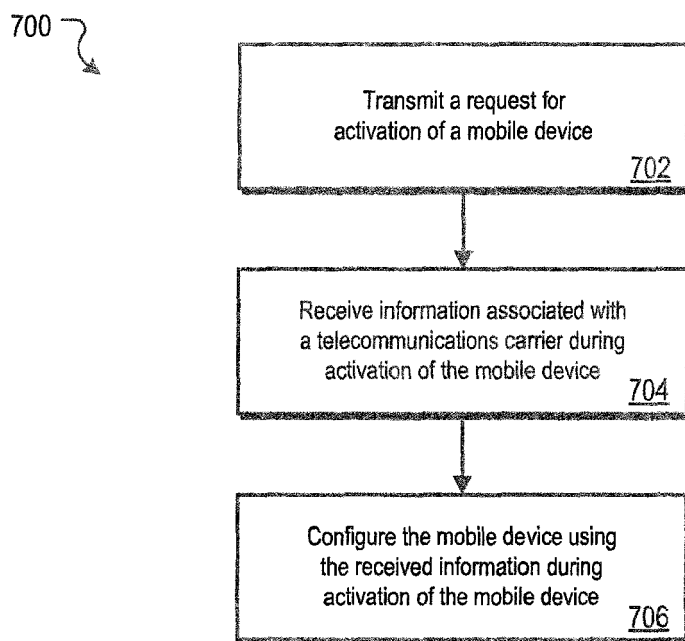 700
Transmit a request for
activation of a mobile device
702
Receive information associated with
a telecommunications carrier during
activation of the mobile device
704
Configure the mobile device using
the received information during
activation of the mobile device
706